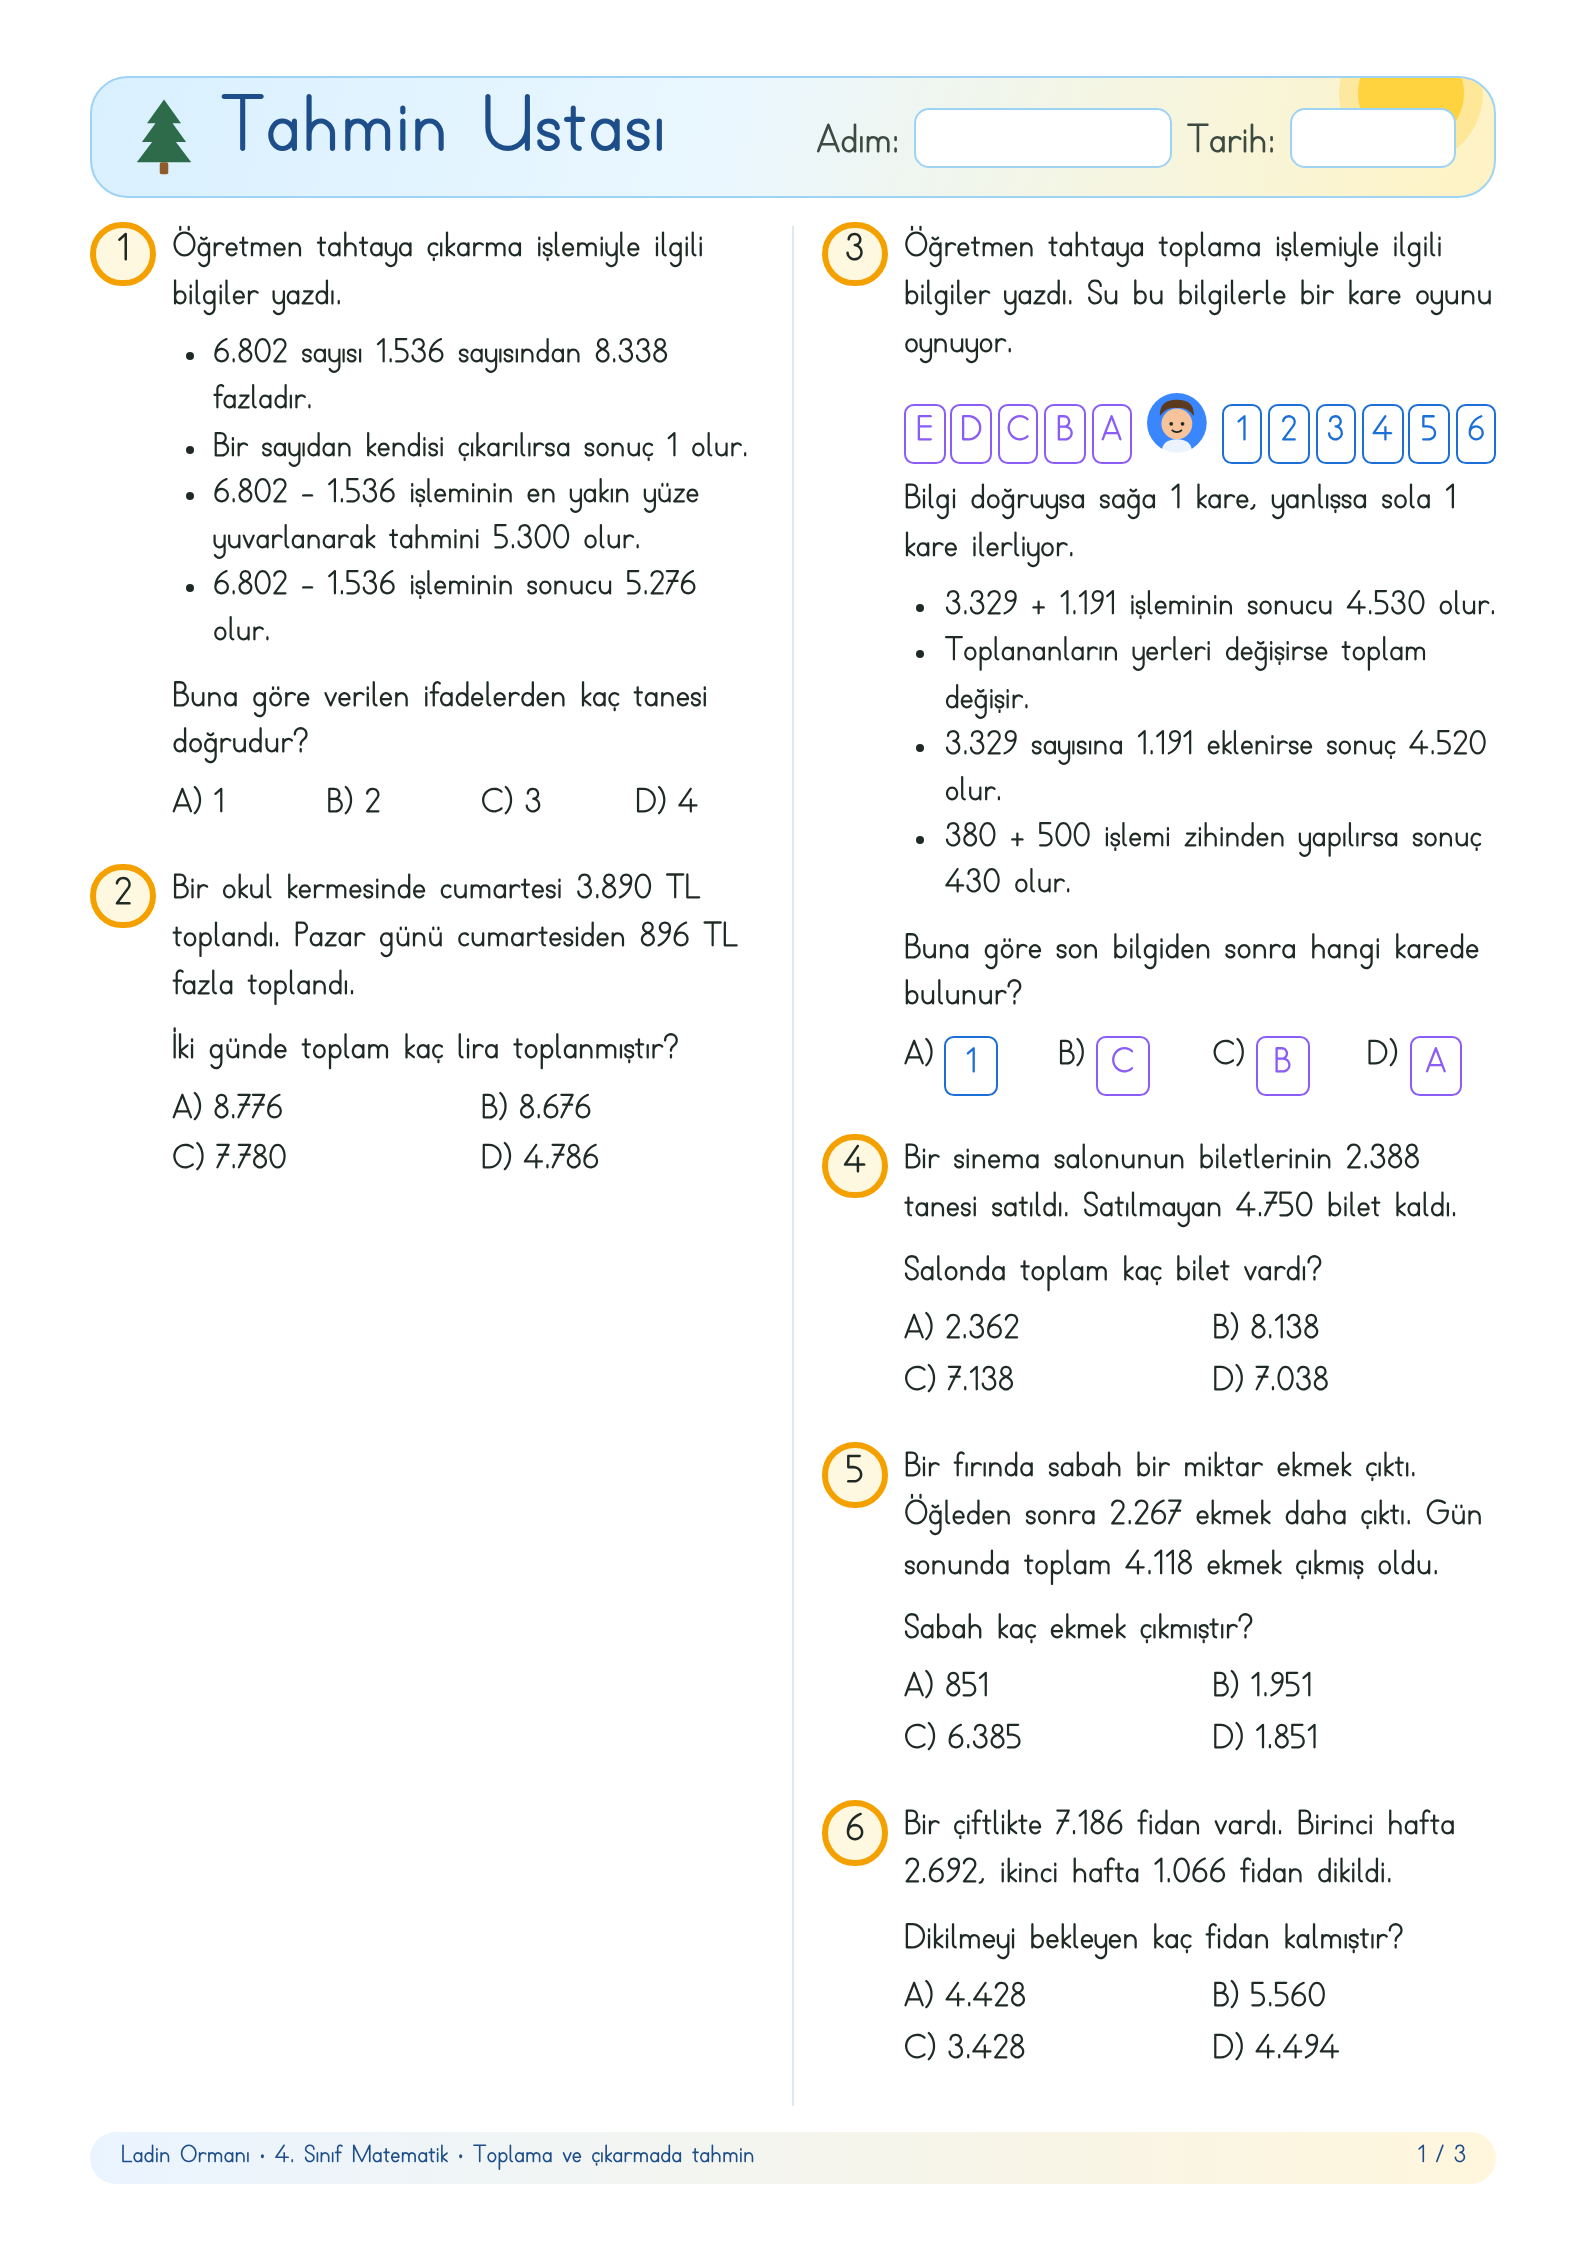 Tahmin Ustası
Adım:
Tarih:
1
Öğretmen tahtaya çıkarma işlemiyle ilgili
bilgiler yazdı.
• 6.802 sayısı 1.536 sayısından 8.338
fazladır.
• Bir sayıdan kendisi çıkarılırsa sonuç 1 olur.
• 6.802 - 1.536 işleminin en yakın yüze
yuvarlanarak tahmini 5.300 olur.
• 6.802 - 1.536 işleminin sonucu 5.276
olur.
Buna göre verilen ifadelerden kaç tanesi
doğrudur?
A) 1 B) 2 C) 3 D) 4
2
Bir okul kermesinde cumartesi 3.890 TL
toplandı. Pazar günü cumartesiden 896 TL
fazla toplandı.
İki günde toplam kaç lira toplanmıştır?
A) 8.776 B) 8.676
C) 7.780 D) 4.786
3
Öğretmen tahtaya toplama işlemiyle ilgili
bilgiler yazdı. Su bu bilgilerle bir kare oyunu
oynuyor.
E D C B A 1 2 3 4 5 6
Bilgi doğruysa sağa 1 kare, yanlışsa sola 1
kare ilerliyor.
• 3.329 + 1.191 işleminin sonucu 4.530 olur.
• Toplananların yerleri değişirse toplam
değişir.
• 3.329 sayısına 1.191 eklenirse sonuç 4.520
olur.
• 380 + 500 işlemi zihinden yapılırsa sonuç
430 olur.
Buna göre son bilgiden sonra hangi karede
bulunur?
A) 1 B) C C) B D) A
4
Bir sinema salonunun biletlerinin 2.388
tanesi satıldı. Satılmayan 4.750 bilet kaldı.
Salonda toplam kaç bilet vardı?
A) 2.362 B) 8.138
C) 7.138 D) 7.038
5
Bir fırında sabah bir miktar ekmek çıktı.
Öğleden sonra 2.267 ekmek daha çıktı. Gün
sonunda toplam 4.118 ekmek çıkmış oldu.
Sabah kaç ekmek çıkmıştır?
A) 851 B) 1.951
C) 6.385 D) 1.851
6
Bir çiftlikte 7.186 fidan vardı. Birinci hafta
2.692, ikinci hafta 1.066 fidan dikildi.
Dikilmeyi bekleyen kaç fidan kalmıştır?
A) 4.428 B) 5.560
C) 3.428 D) 4.494
Ladin Ormanı • 4. Sınıf Matematik • Toplama ve çıkarmada tahmin
1 / 3